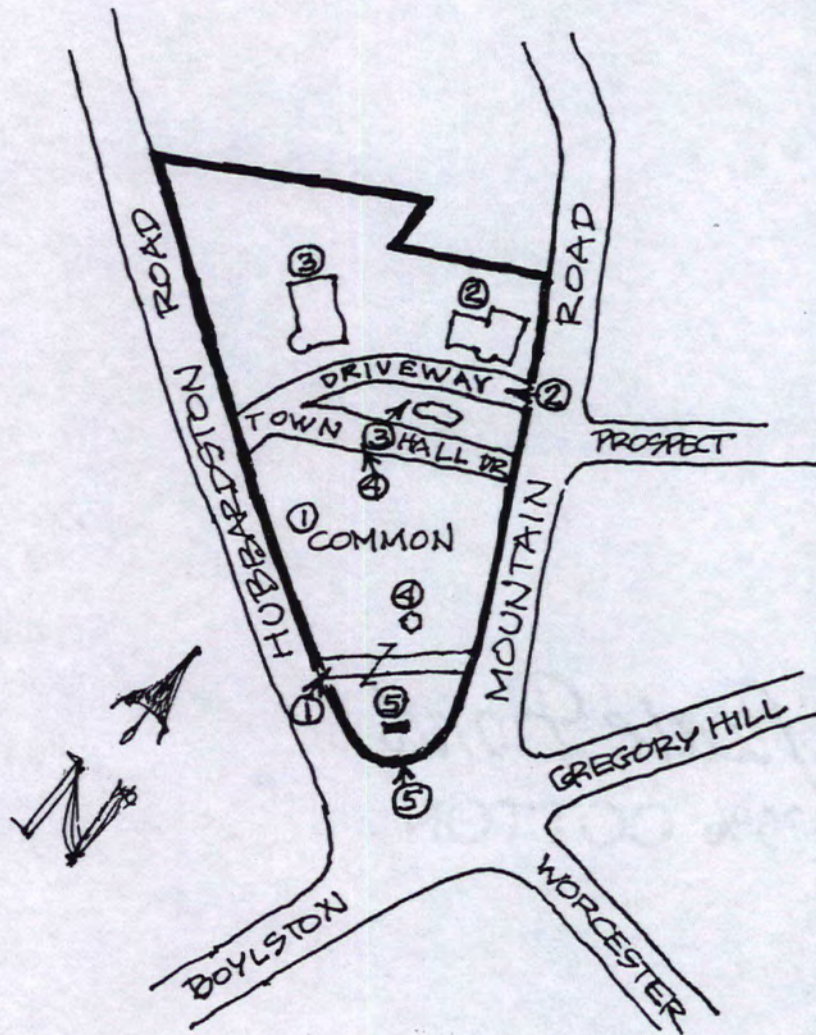 HUBBARDSTON ROAD
MOUNTAIN ROAD
3
2
DRIVEWAY
2
TOWN HALL DR
3
4
PROSPECT
1
COMMON
4
1
5
5
GREGORY HILL
N
BOYLSTON
WORCESTER